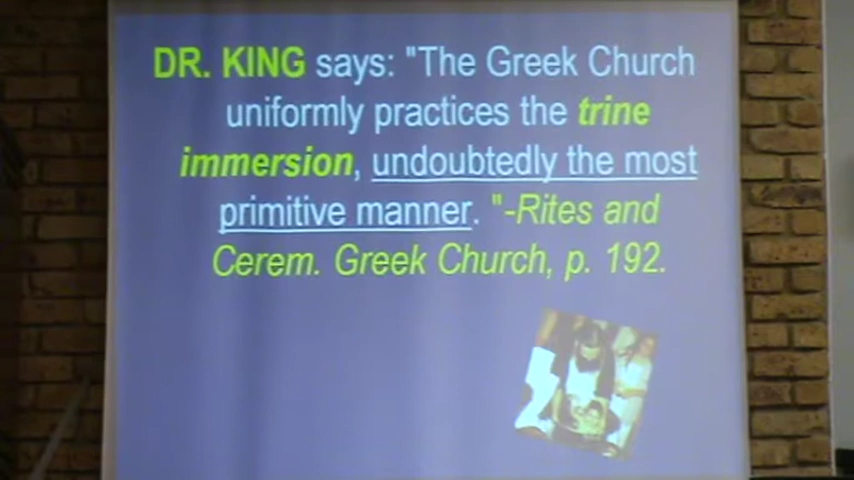 DR. KING says: "The Greek Church
uniformly practices the trine
immersion, undoubtedly the most
primitive manner. "-Rites and
Cerem. Greek Church, p. 192.